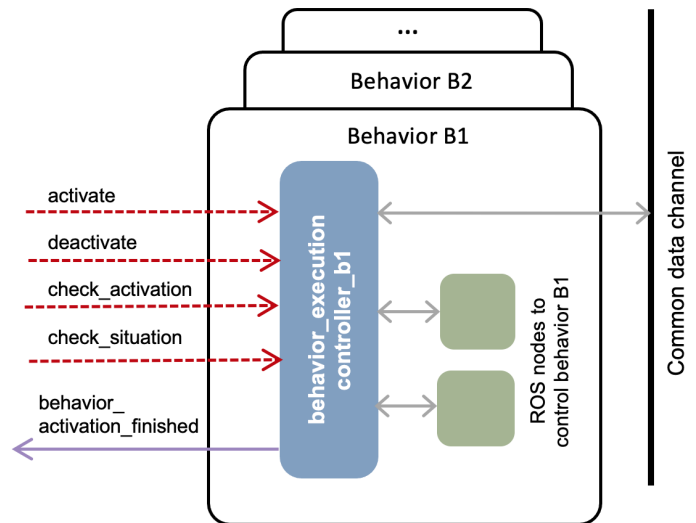 ...
Behavior B2
Behavior B1
activate
deactivate
check_activation
check_situation
behavior_
activation_finished
behavior_execution
controller_b1
ROS nodes to
control behavior B1
Common data channel